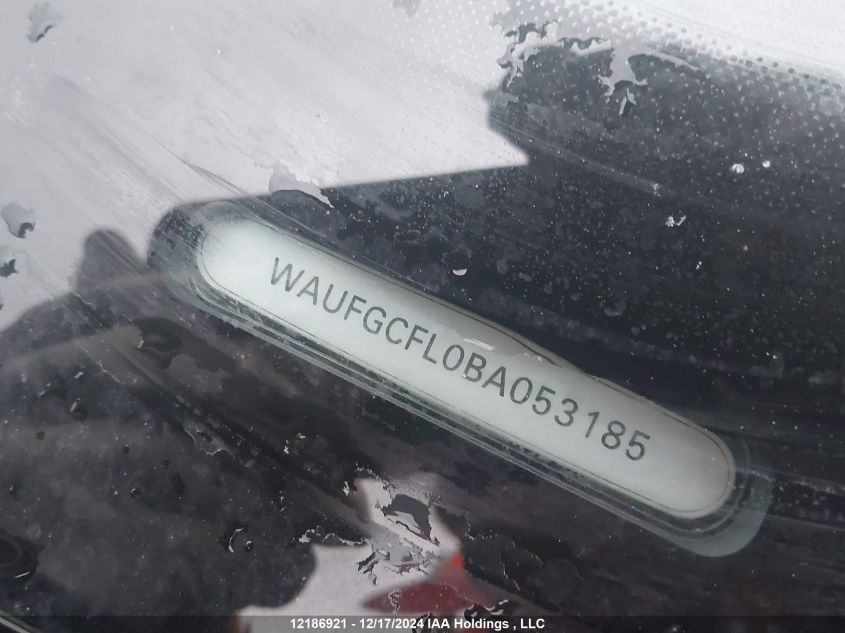 WAUFGCFL0BA053185
12186921 - 12/17/2024 IAA Holdings , LLC